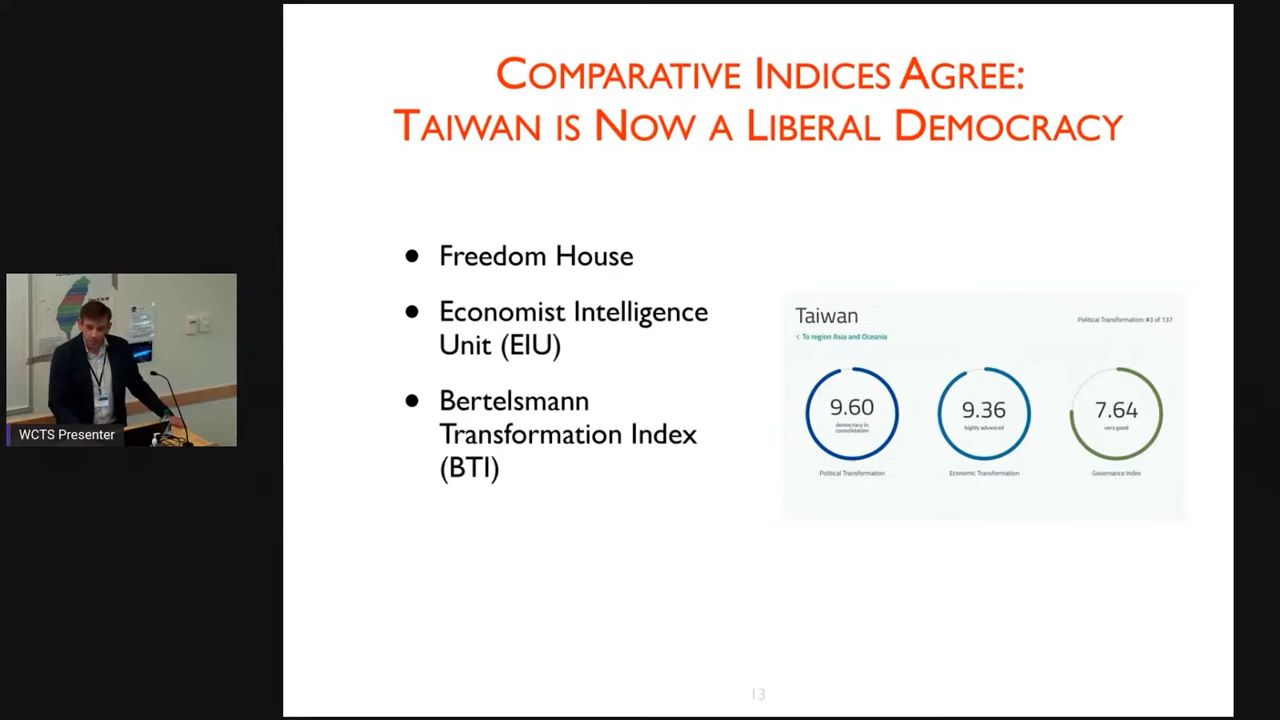 COMPARATIVE INDICES AGREE:
TAIWAN IS NOW A LIBERAL DEMOCRACY
• Freedom House
• Economist Intelligence
Unit (EIU)
• Bertelsmann
Transformation Index
(BTI)
Taiwan
Political Transformation: #3 of 137
< To region Asia and Oceania
9.60
democracy in
consolidation
Political Transformation
9.36
highly advanced
Economic Transformation
7.64
very good
Governance Index
WCTS Presenter
13